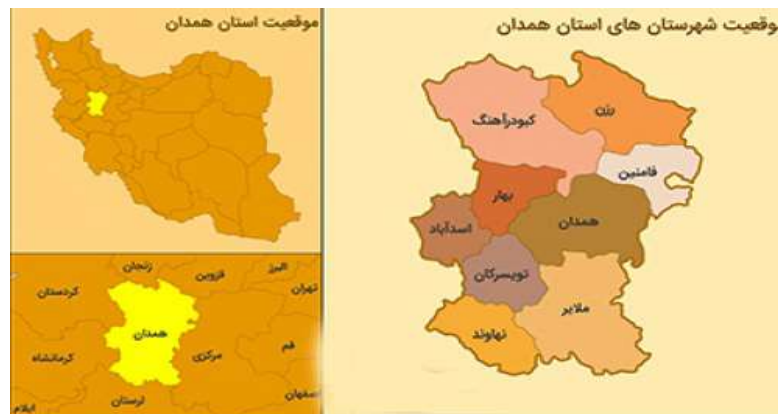 موقعیت شهرستان های استان همدان
کبودرآهنگ
رزن
فامنین
بهار
همدان
اسدآباد
تویسرکان
ملایر
نهاوند
موقعیت استان همدان
زنجان
قزوین
البرز
تهران
کردستان
همدان
کرمانشاه
مرکزی
قم
لرستان
اصفهان
ایلام